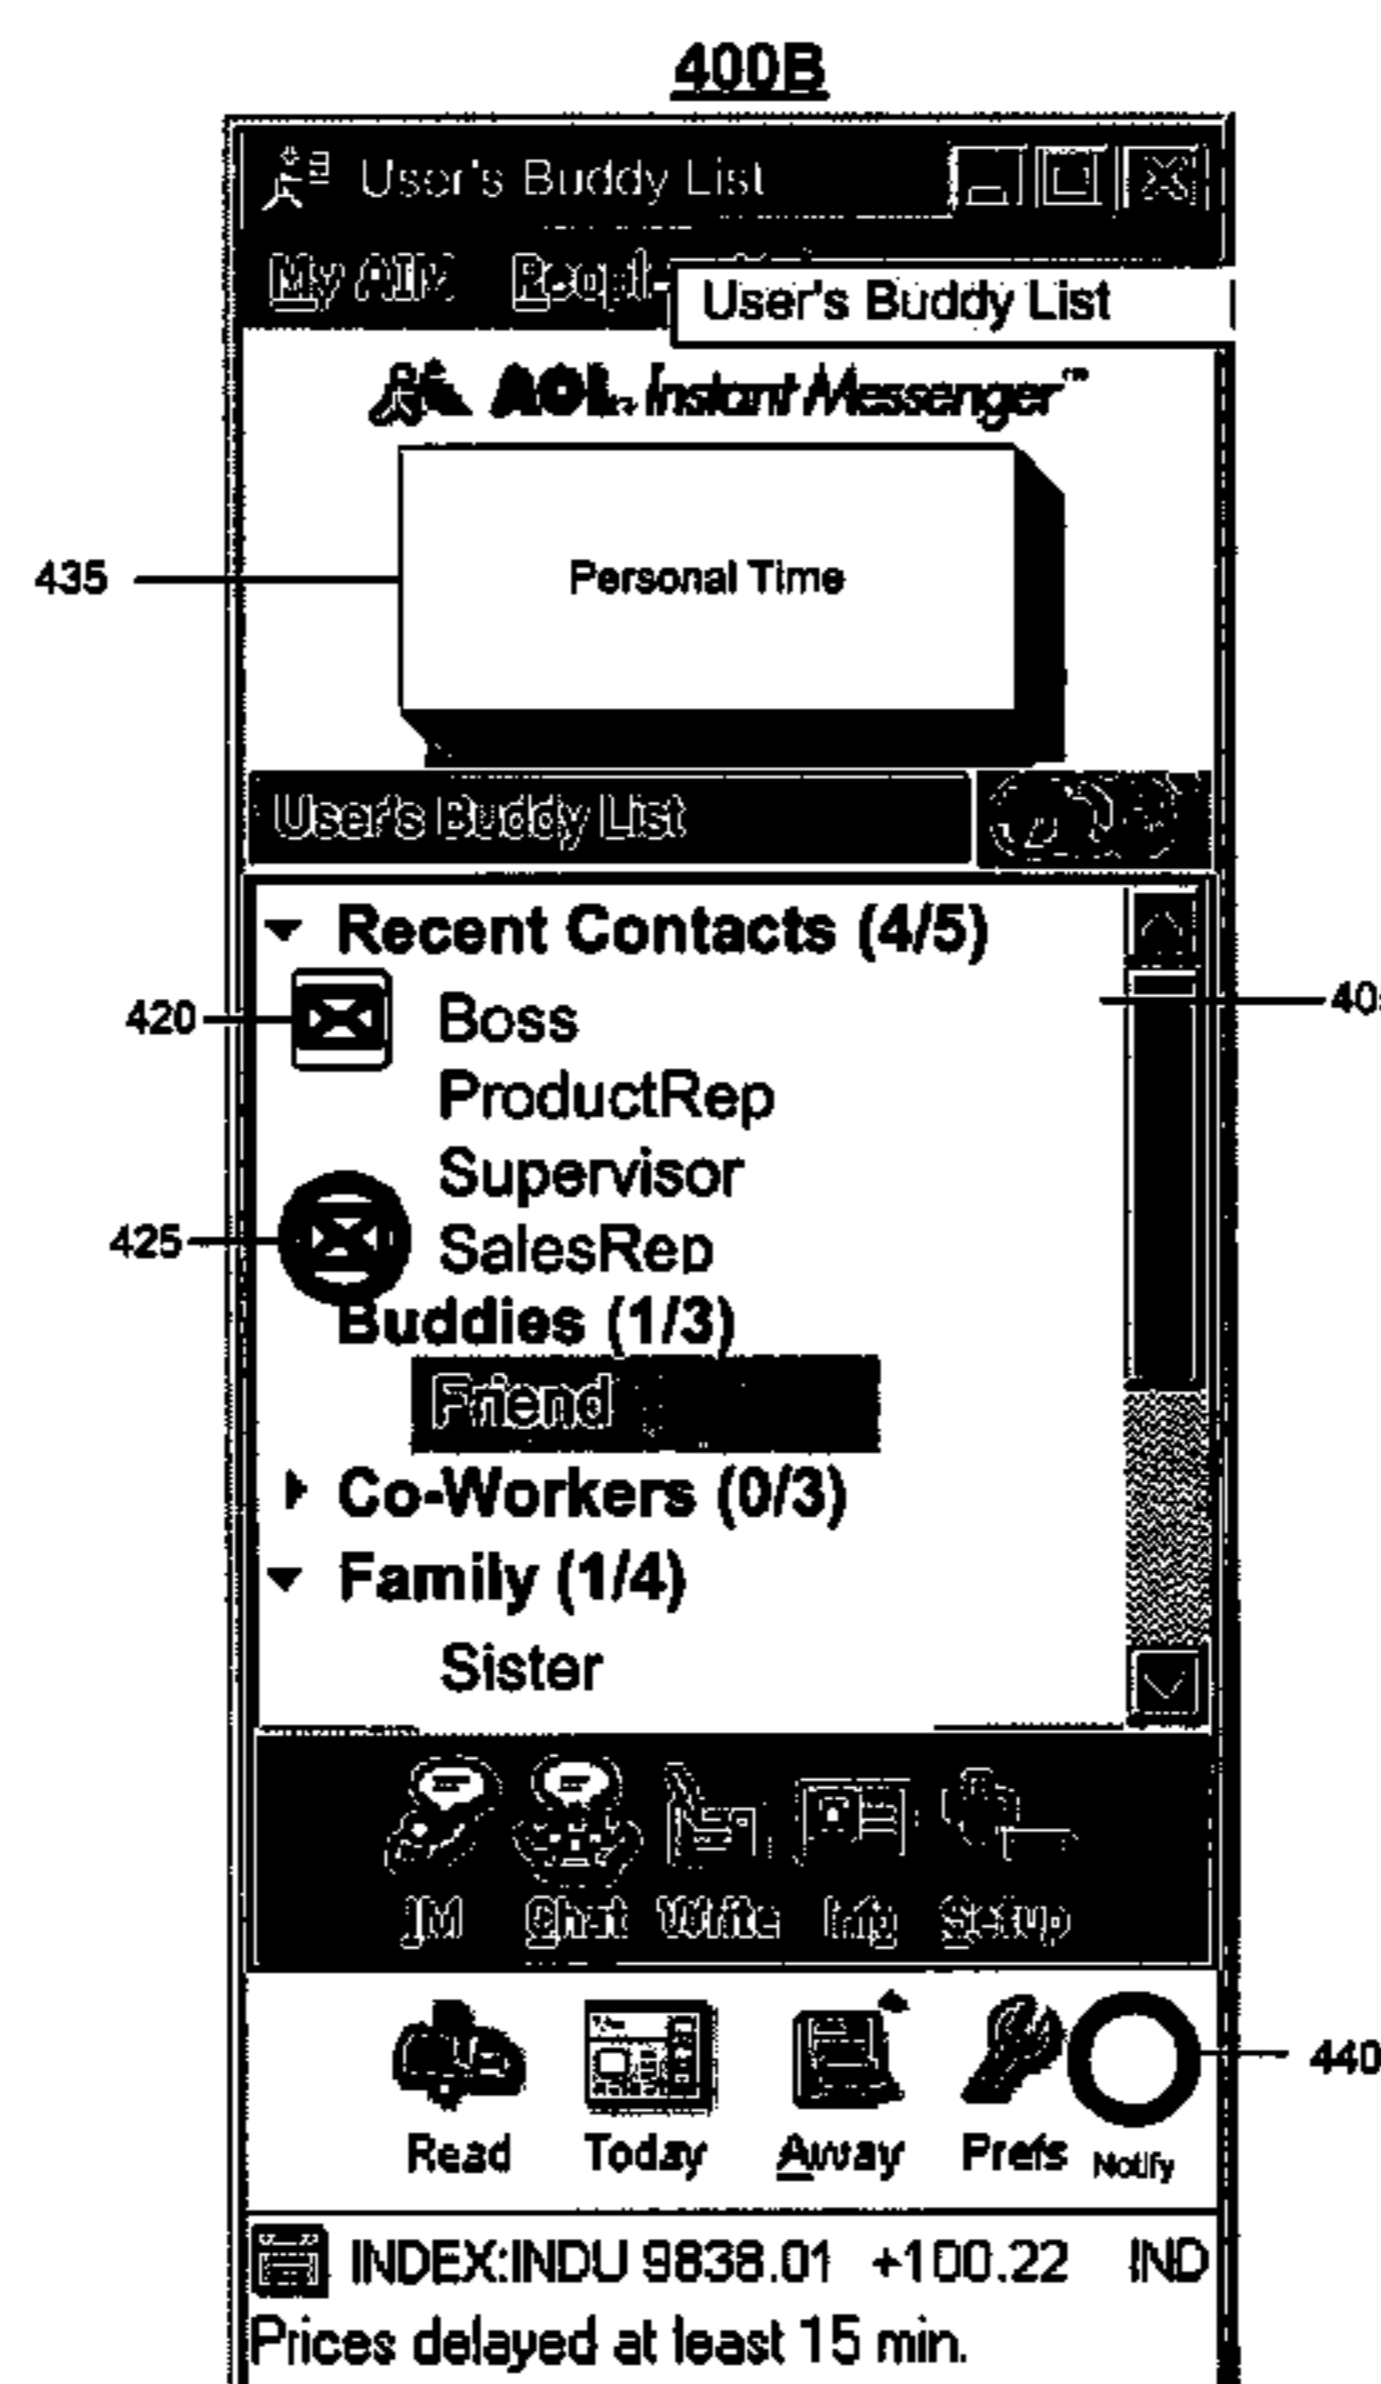 400B
User's Buddy List
My AIM
User's Buddy List
AOL Instant Messenger™
435
Personal Time
User's Buddy List
Recent Contacts (4/5)
420
Boss
ProductRep
Supervisor
425
SalesRep
Buddies (1/3)
Friend
Co-Workers (0/3)
Family (1/4)
Sister
IM Chat Write Info Setup
440
Read Today Away Prefs Notify
INDEX:INDU 9838.01 +100.22 IND
Prices delayed at least 15 min.